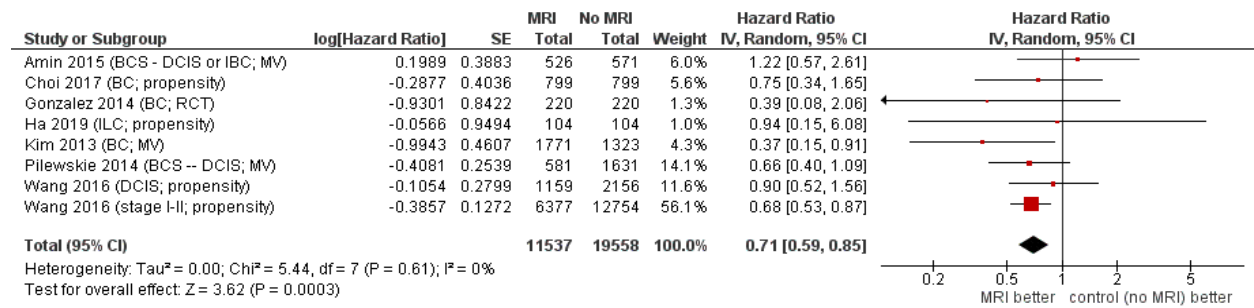 MRI No MRI Hazard Ratio Hazard Ratio
Study or Subgroup log[Hazard Ratio] SE Total Total Weight IV, Random, 95% CI IV, Random, 95% CI
Amin 2015 (BCS - DCIS or IBC; MV) 0.1989 0.3883 526 571 6.0% 1.22 [0.57, 2.61]
Choi 2017 (BC; propensity) -0.2877 0.4036 799 799 5.6% 0.75 [0.34, 1.65]
Gonzalez 2014 (BC; RCT) -0.9301 0.8422 220 220 1.3% 0.39 [0.08, 2.06]
Ha 2019 (ILC; propensity) -0.0566 0.9494 104 104 1.0% 0.94 [0.15, 6.08]
Kim 2013 (BC; MV) -0.9943 0.4607 1771 1323 4.3% 0.37 [0.15, 0.91]
Pilewskie 2014 (BCS -- DCIS; MV) -0.4081 0.2539 581 1631 14.1% 0.66 [0.40, 1.09]
Wang 2016 (DCIS; propensity) -0.1054 0.2799 1159 2156 11.6% 0.90 [0.52, 1.56]
Wang 2016 (stage I-II; propensity) -0.3857 0.1272 6377 12754 56.1% 0.68 [0.53, 0.87]
Total (95% CI) 11537 19558 100.0% 0.71 [0.59, 0.85]
Heterogeneity: Tau² = 0.00; Chi² = 5.44, df = 7 (P = 0.61); I² = 0%
Test for overall effect: Z = 3.62 (P = 0.0003)
0.2 0.5 1 2 5
MRI better control (no MRI) better